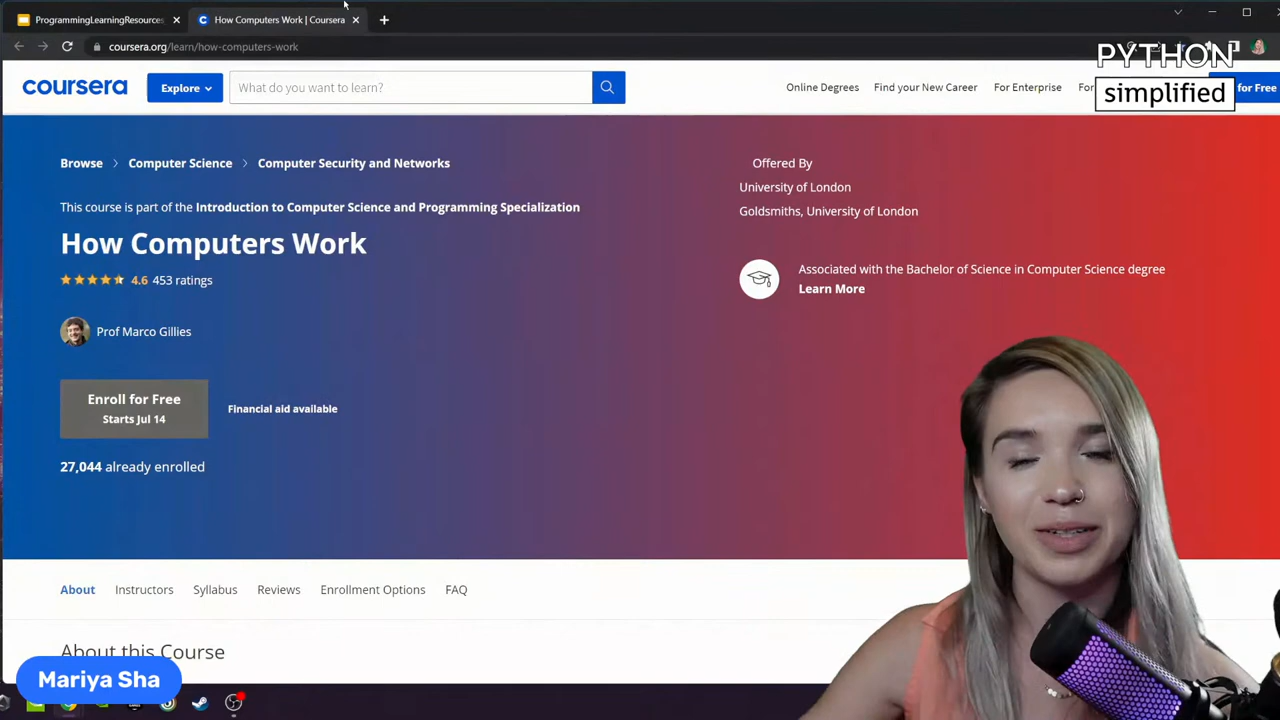 ProgrammingLearningResources
How Computers Work | Coursera
coursera.org/learn/how-computers-work
PYTHON
simplified
coursera
Explore
What do you want to learn?
Online Degrees
Find your New Career
For Enterprise
For
for Free
Browse
Computer Science
Computer Security and Networks
This course is part of the Introduction to Computer Science and Programming Specialization
How Computers Work
4.6 453 ratings
Prof Marco Gillies
Enroll for Free
Starts Jul 14
Financial aid available
27,044 already enrolled
Offered By
University of London
Goldsmiths, University of London
Associated with the Bachelor of Science in Computer Science degree
Learn More
About
Instructors
Syllabus
Reviews
Enrollment Options
FAQ
About this Course
Mariya Sha